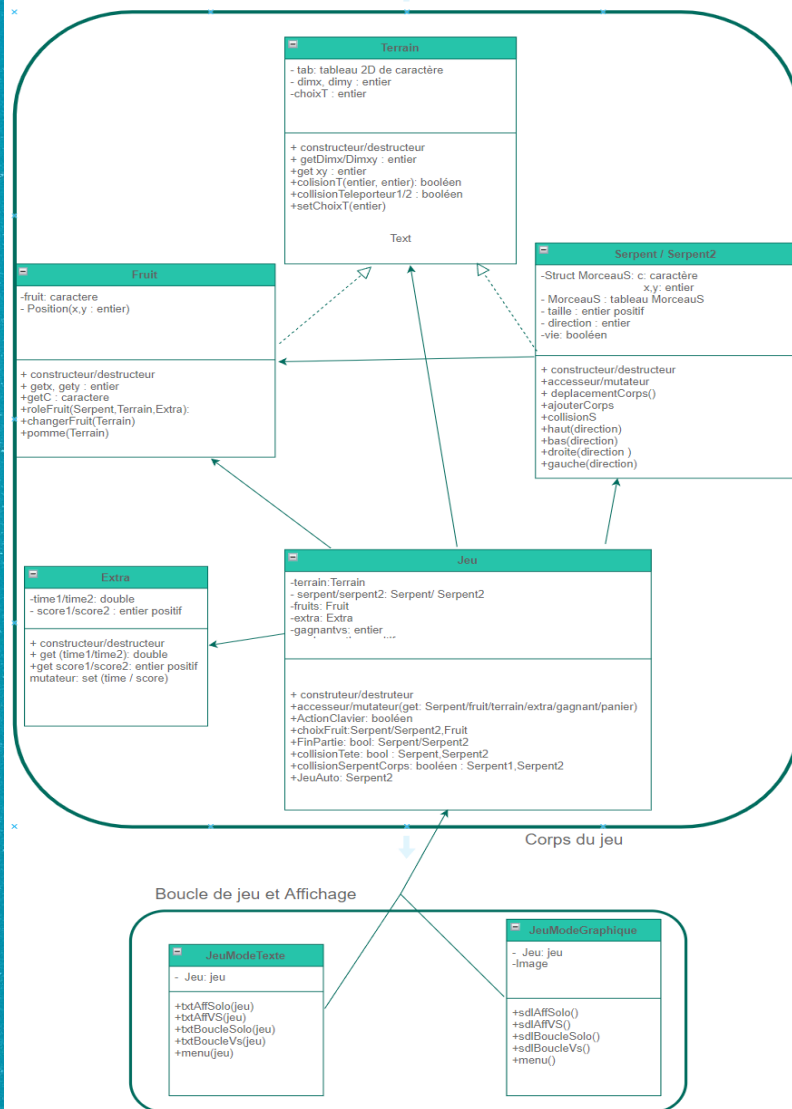 Terrain
- tab: tableau 2D de caractère
- dimx, dimy : entier
-choixT : entier
+ constructeur/destructeur
+ getDimx/Dimxy : entier
+get xy : entier
+colisionT(entier, entier): booléen
+collisionTeleporteur1/2 : booléen
+setChoixT(entier)
Text
Fruit
-fruit: caractere
- Position(x,y : entier)
+ constructeur/destructeur
+ getx, gety : entier
+getC : caractere
+roleFruit(Serpent,Terrain,Extra):
+changerFruit(Terrain)
+pomme(Terrain)
Serpent / Serpent2
-Struct MorceauS: c: caractère
x,y: entier
- MorceauS : tableau MorceauS
- taille : entier positif
- direction : entier
-vie: booléen
+ constructeur/destructeur
+accesseur/mutateur
+ deplacementCorps()
+ajouterCorps
+collisionS
+haut(direction)
+bas(direction)
+droite(direction )
+gauche(direction)
Extra
-time1/time2: double
- score1/score2 : entier positif
+ constructeur/destructeur
+ get (time1/time2): double
+get score1/score2: entier positif
mutateur: set (time / score)
Jeu
-terrain:Terrain
- serpent/serpent2: Serpent/ Serpent2
-fruits: Fruit
-extra: Extra
-gagnantvs: entier
+ construteur/destruteur
+accesseur/mutateur(get: Serpent/fruit/terrain/extra/gagnant/panier)
+ActionClavier: booléen
+choixFruit:Serpent/Serpent2,Fruit
+FinPartie: bool: Serpent/Serpent2
+collisionTete: bool : Serpent,Serpent2
+collisionSerpentCorps: booléen : Serpent1,Serpent2
+JeuAuto: Serpent2
Corps du jeu
Boucle de jeu et Affichage
JeuModeTexte
- Jeu: jeu
+txtAffSolo(jeu)
+txtAffVS(jeu)
+txtBoucleSolo(jeu)
+txtBoucleVs(jeu)
+menu(jeu)
JeuModeGraphique
- Jeu: jeu
-Image
+sdlAffSolo()
+sdlAffVS()
+sdlBoucleSolo()
+sdlBoucleVs()
+menu()